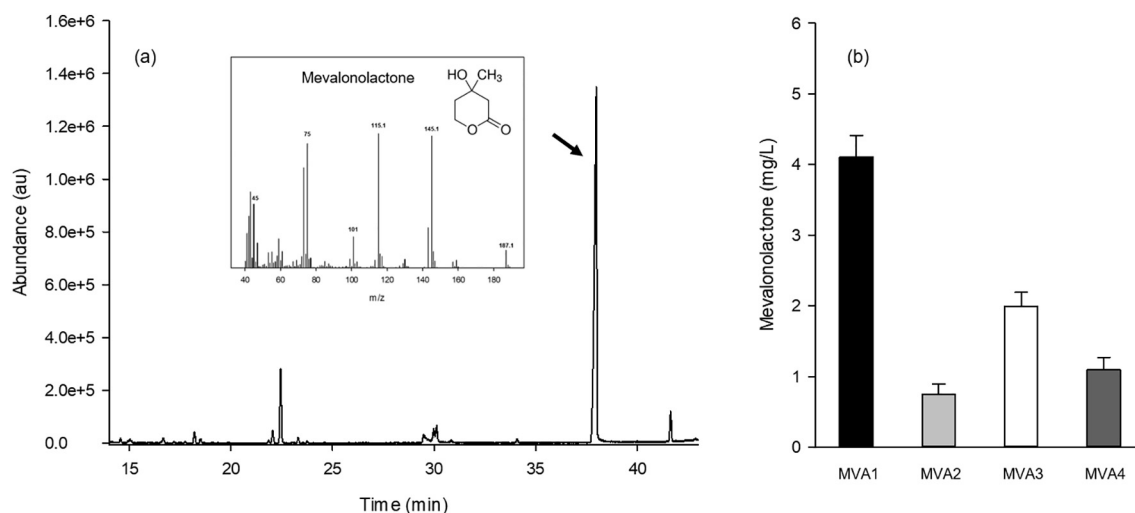 (a)
Abundance (au)
1.6e+6
1.4e+6
1.2e+6
1.0e+6
8.0e+5
6.0e+5
4.0e+5
2.0e+5
0.0
15 20 25 30 35 40
Time (min)
Mevalonolactone
HO CH₃
O O
45 75 101 115.1 145.1 187.1
40 60 80 100 120 140 160 180
m/z
(b)
Mevalonolactone (mg/L)
6
5
4
3
2
1
0
MVA1 MVA2 MVA3 MVA4